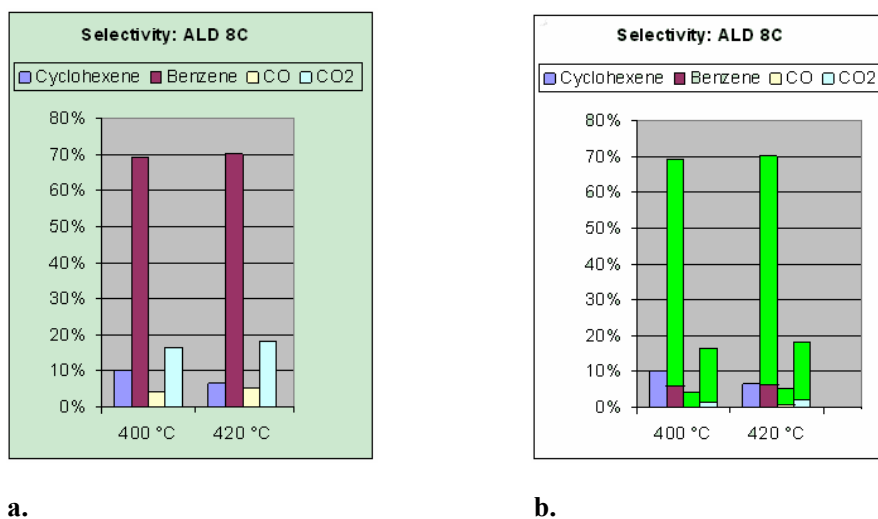 Selectivity: ALD 8C
Cyclohexene Benzene CO CO2
80%
70%
60%
50%
40%
30%
20%
10%
0%
400 °C 420 °C
a.
Selectivity: ALD 8C
Cyclohexene Benzene CO CO2
80%
70%
60%
50%
40%
30%
20%
10%
0%
400 °C 420 °C
b.